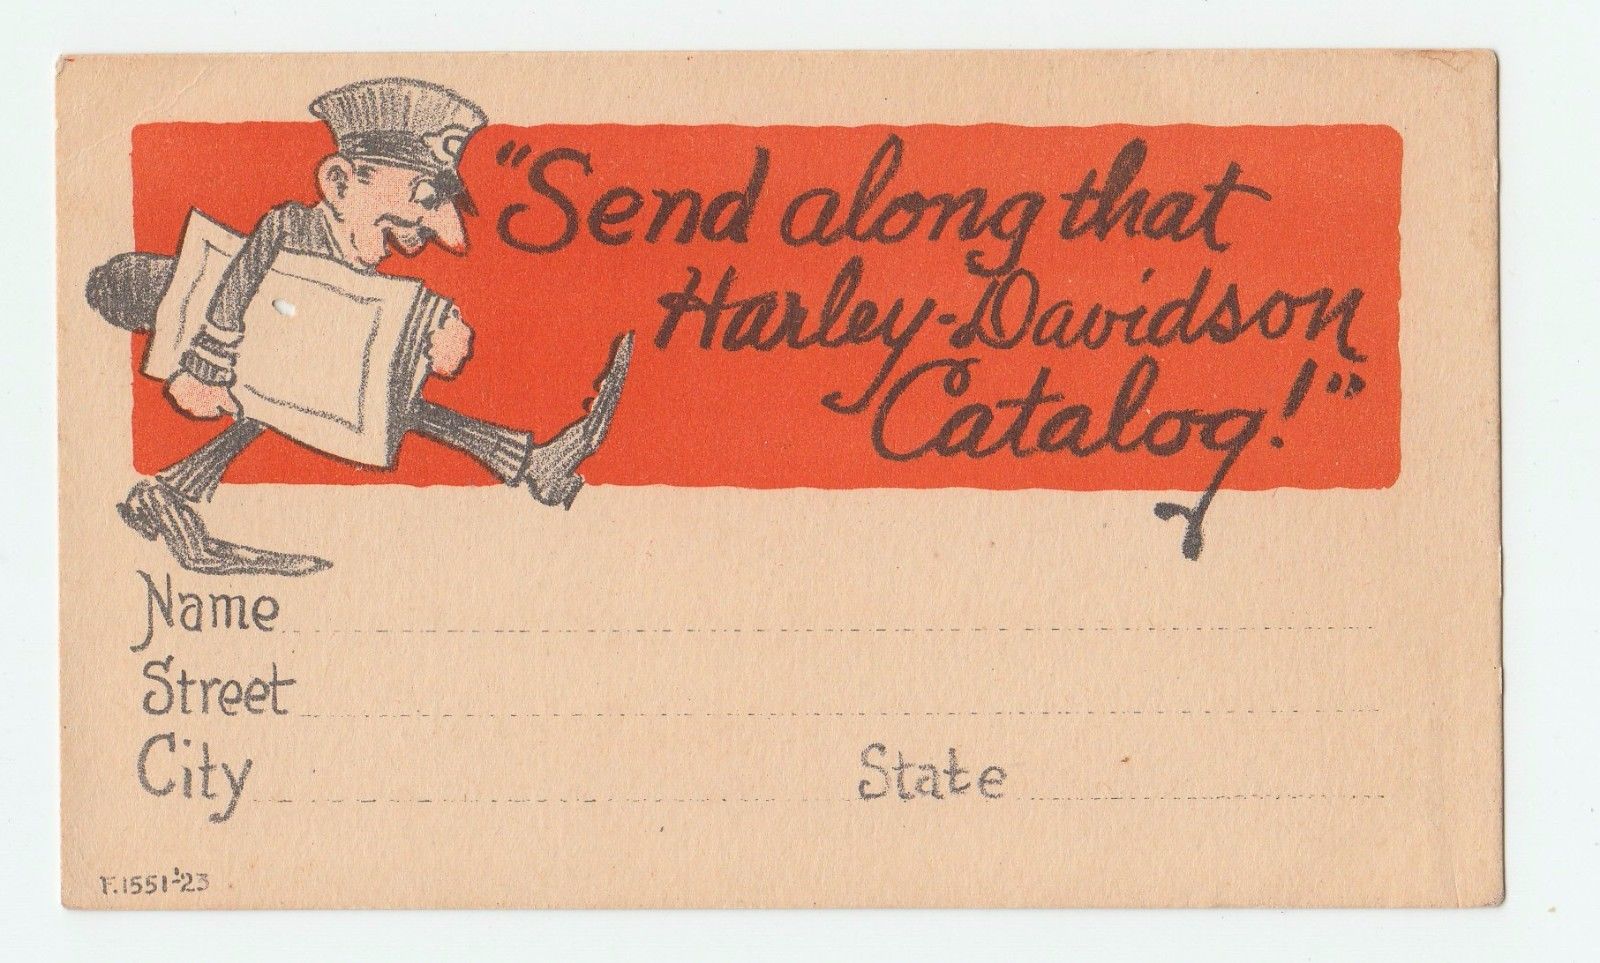 "Send along that
Harley-Davidson
Catalog!"
Name
Street
City State
F.1551-'23